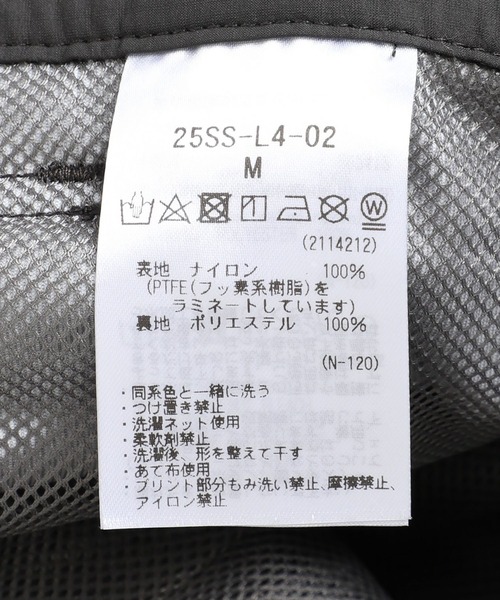 25SS-L4-02
M
W
(2114212)
表地 ナイロン 100%
(PTFE(フッ素系樹脂)を
ラミネートしています)
裏地 ポリエステル 100%
(N-120)
・同系色と一緒に洗う
・つけ置き禁止
・洗濯ネット使用
・柔軟剤禁止
・洗濯後、形を整えて干す
・あて布使用
・プリント部分もみ洗い禁止、摩擦禁止、
アイロン禁止